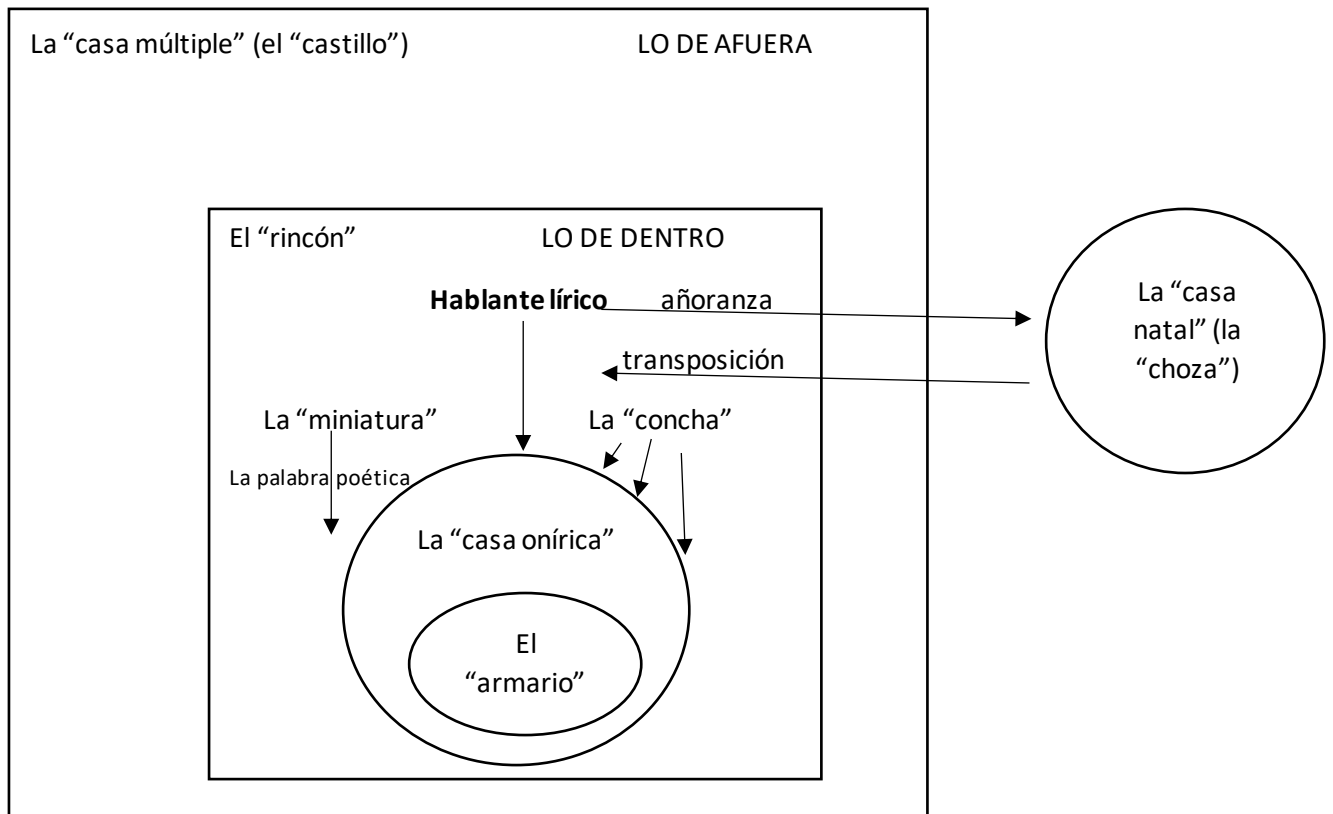 La “casa múltiple” (el “castillo”) LO DE AFUERA
El “rincón” LO DE DENTRO
Hablante lírico añoranza
La “casa
natal” (la
“choza”)
transposición
La “miniatura” La “concha”
La palabra poética
La “casa onírica”
El
“armario”